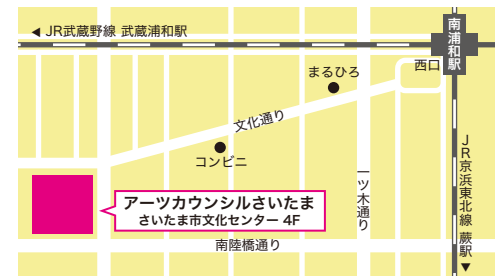 ◀ JR武蔵野線 武蔵浦和駅
南浦和駅
西口
まるひろ
文化通り
コンビニ
一ツ木通り
JR京浜東北線 蕨駅▼
アーツカウンシルさいたま
さいたま市文化センター 4F
南陸橋通り